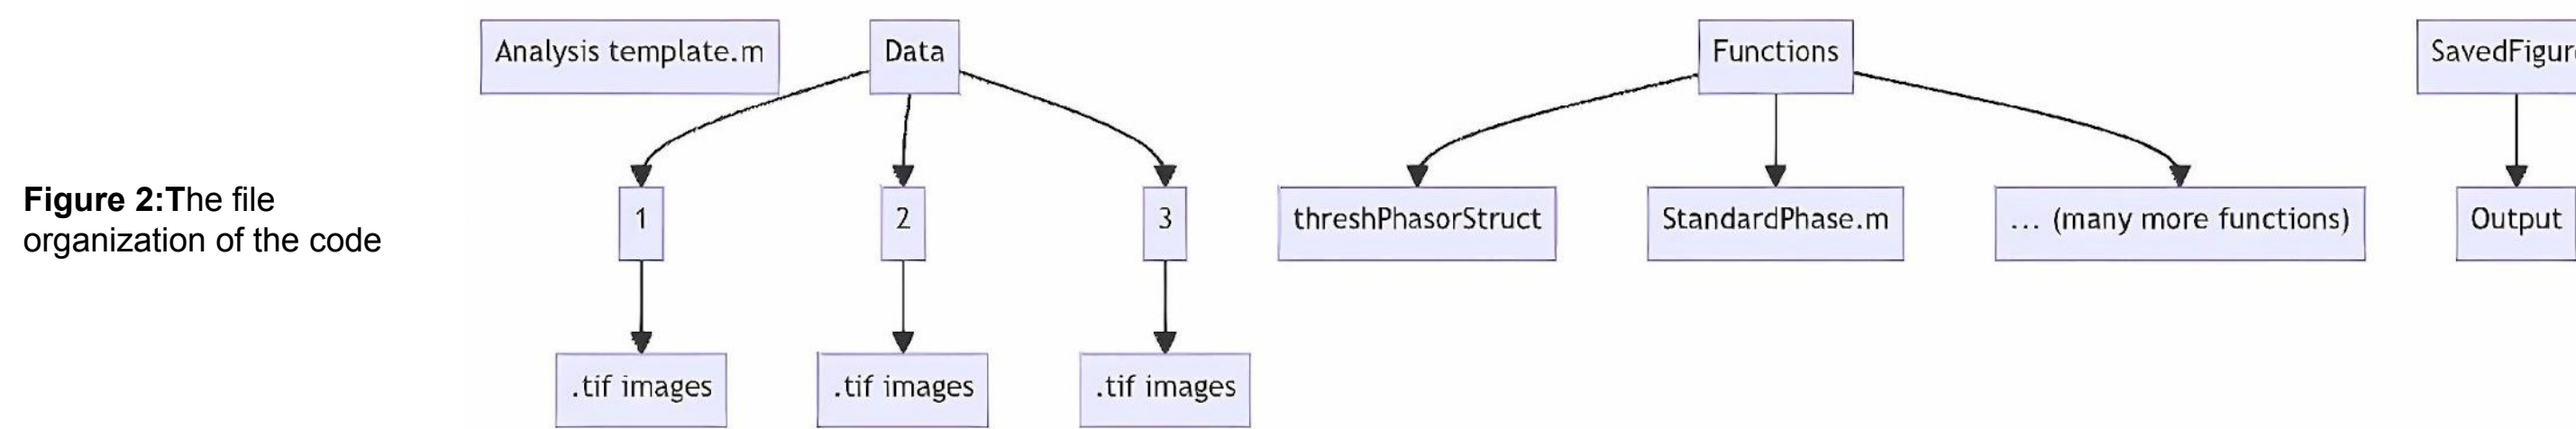 Figure 2:The file
organization of the code
Analysis template.m
Data
Functions
1
2
3
threshPhasorStruct
StandardPhase.m
... (many more functions)
Output
.tif images
.tif images
.tif images